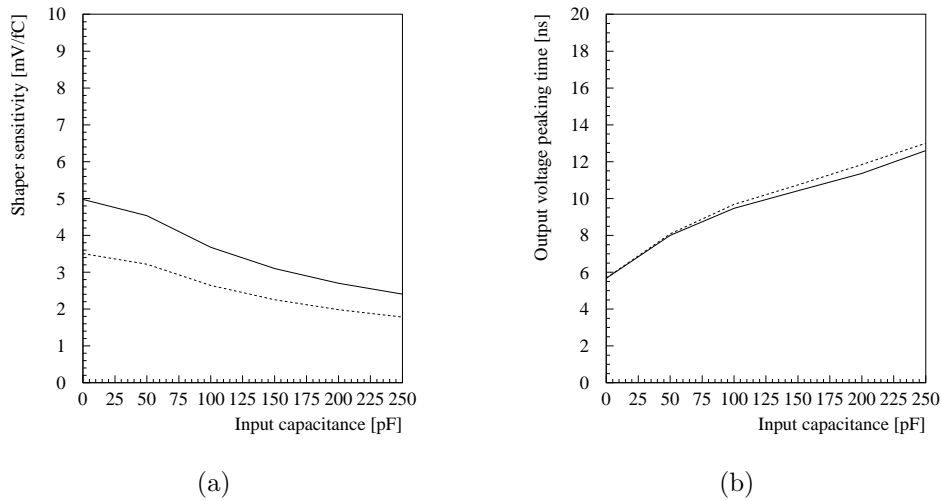 Shaper sensitivity [mV/fC]
10
9
8
7
6
5
4
3
2
1
0
0 25 50 75 100 125 150 175 200 225 250
Input capacitance [pF]
(a)
Output voltage peaking time [ns]
20
18
16
14
12
10
8
6
4
2
0
0 25 50 75 100 125 150 175 200 225 250
Input capacitance [pF]
(b)